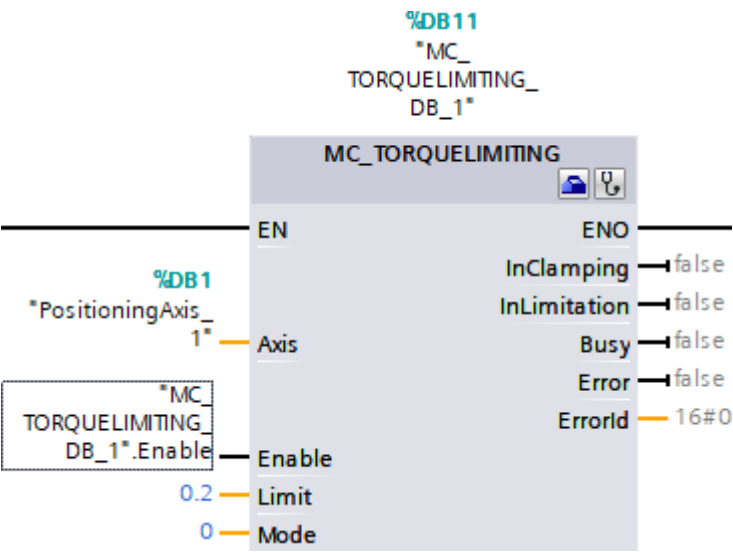 %DB11
"MC_
TORQUELIMITING_
DB_1"
MC_TORQUELIMITING
EN
ENO
InClamping
false
%DB1
InLimitation
false
"PositioningAxis_
1"
Axis
Busy
false
Error
false
"MC_
TORQUELIMITING_
DB_1".Enable
ErrorId
16#0
Enable
0.2
Limit
0
Mode